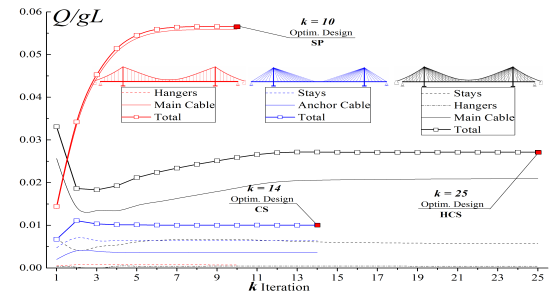 Q/gL
0.06
0.05
0.04
0.03
0.02
0.01
0.00
k = 10
Optim. Design
SP
Hangers
Main Cable
Total
Stays
Anchor Cable
Total
Stays
Hangers
Main Cable
Total
k = 14
Optim. Design
CS
k = 25
Optim. Design
HCS
1 3 5 7 9 11 13 15 17 19 21 23 25
k Iteration